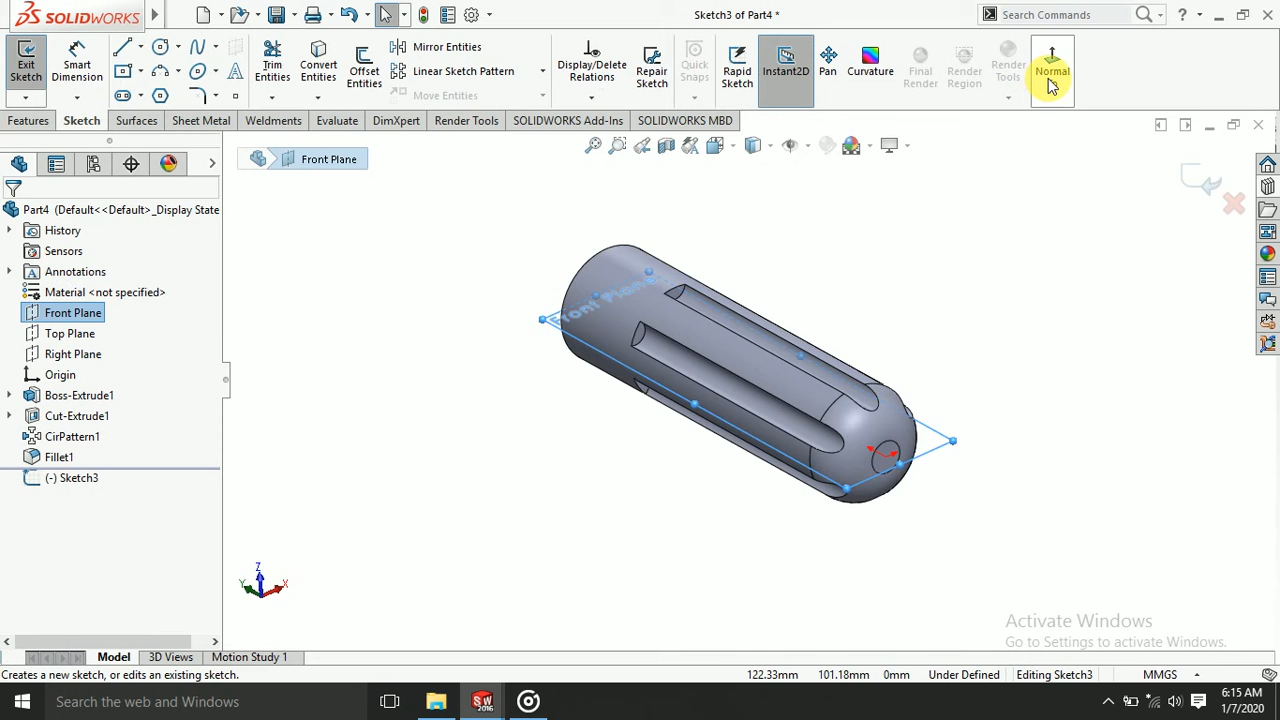 SOLIDWORKS
Sketch3 of Part4 *
Search Commands
Exit Sketch
Smart Dimension
Trim Entities
Convert Entities
Offset Entities
Mirror Entities
Linear Sketch Pattern
Move Entities
Display/Delete Relations
Repair Sketch
Quick Snaps
Rapid Sketch
Instant2D
Pan
Curvature
Final Render
Render Region
Render Tools
Normal
Features
Sketch
Surfaces
Sheet Metal
Weldments
Evaluate
DimXpert
Render Tools
SOLIDWORKS Add-Ins
SOLIDWORKS MBD
Front Plane
Part4 (Default<<Default>_Display State
History
Sensors
Annotations
Material <not specified>
Front Plane
Top Plane
Right Plane
Origin
Boss-Extrude1
Cut-Extrude1
CirPattern1
Fillet1
(-) Sketch3
Front Plane
Z
Y
X
Activate Windows
Go to Settings to activate Windows.
Model
3D Views
Motion Study 1
Creates a new sketch, or edits an existing sketch.
122.33mm
101.18mm
0mm
Under Defined
Editing Sketch3
MMGS
Search the web and Windows
SW
2016
6:15 AM
1/7/2020